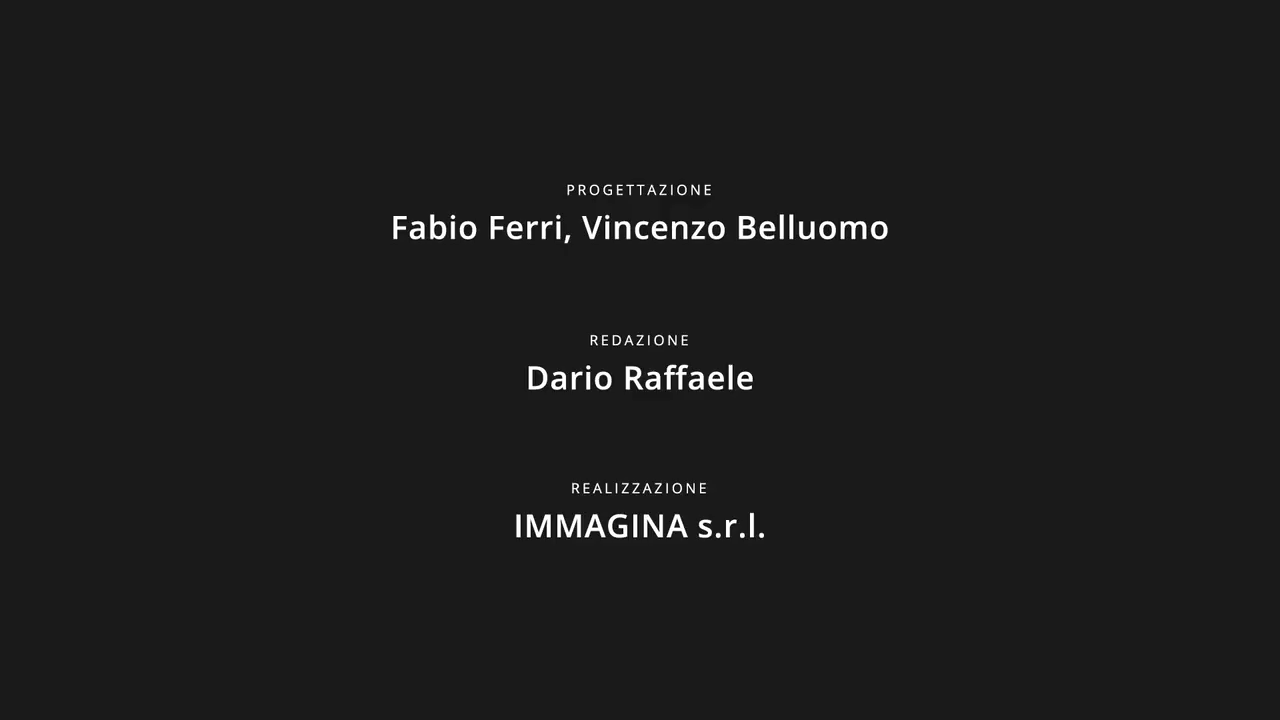 PROGETTAZIONE
Fabio Ferri, Vincenzo Belluomo
REDAZIONE
Dario Raffaele
REALIZZAZIONE
IMMAGINA s.r.l.